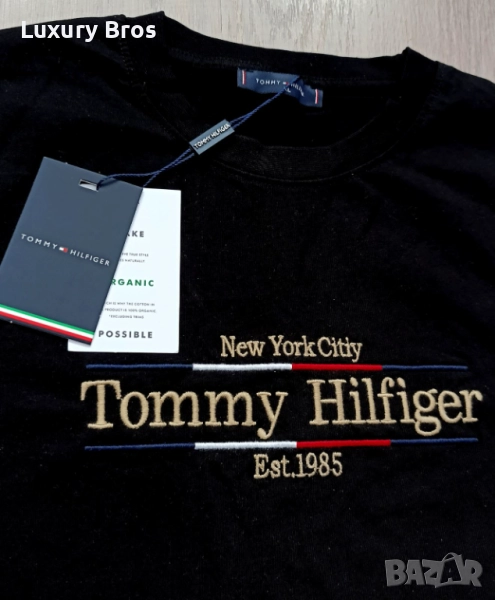 Luxury Bros
TOMMY HILFIGER
TOMMY HILFIGER
TOMMY HILFIGER
AKE
ORGANIC
POSSIBLE
New York Citiy
Tommy Hilfiger
Est.1985
BAZAR